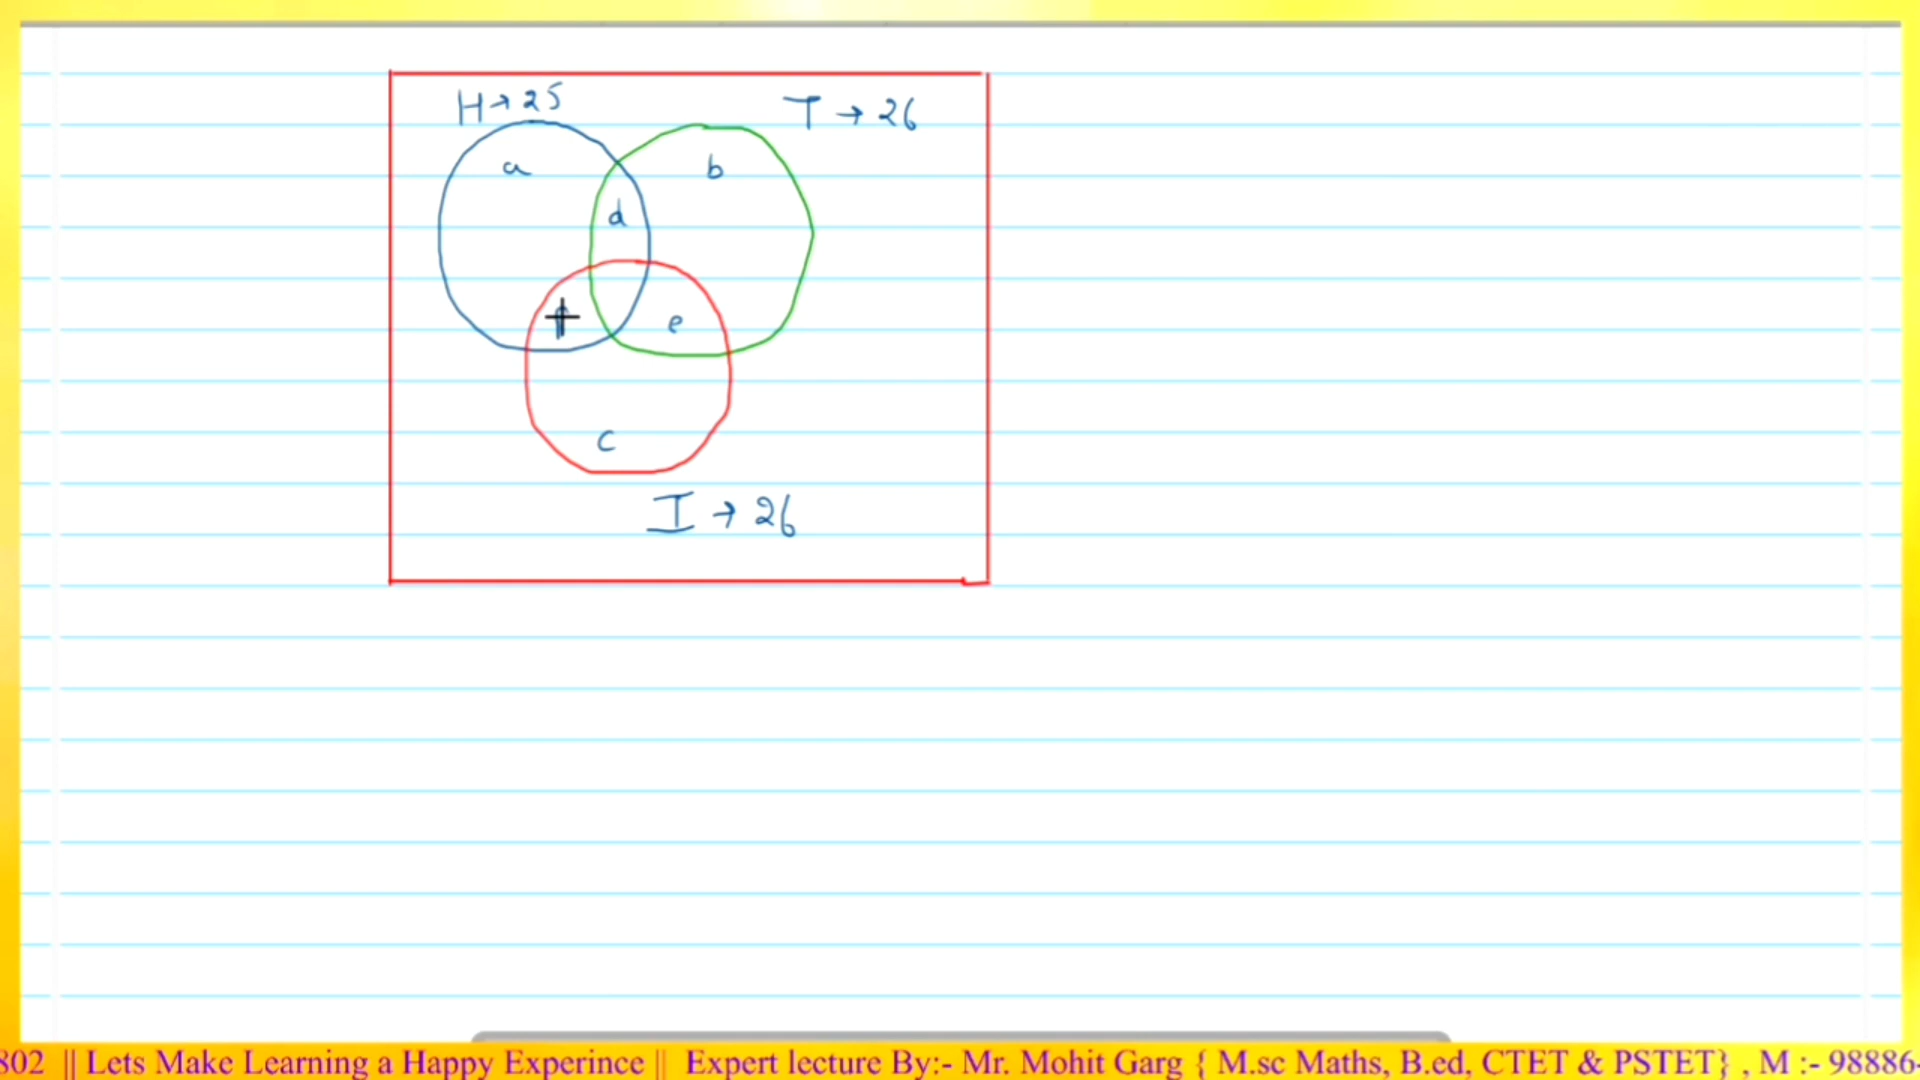 H → 25
T → 26
a
b
d
f
e
c
I → 26
802 || Lets Make Learning a Happy Experince || Expert lecture By:- Mr. Mohit Garg { M.sc Maths, B.ed, CTET & PSTET} , M :- 98886